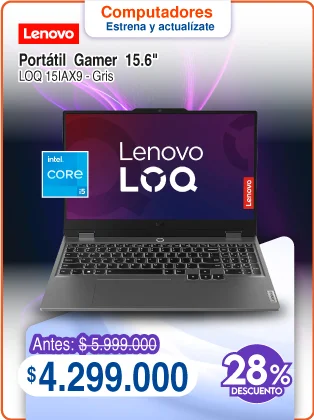 Computadores
Estrena y actualízate
Lenovo
Portátil Gamer 15.6"
LOQ 15IAX9 - Gris
intel
CORE
i5
Lenovo
LOQ
Lenovo
Antes: $ 5.999.000
$4.299.000
28%
DESCUENTO